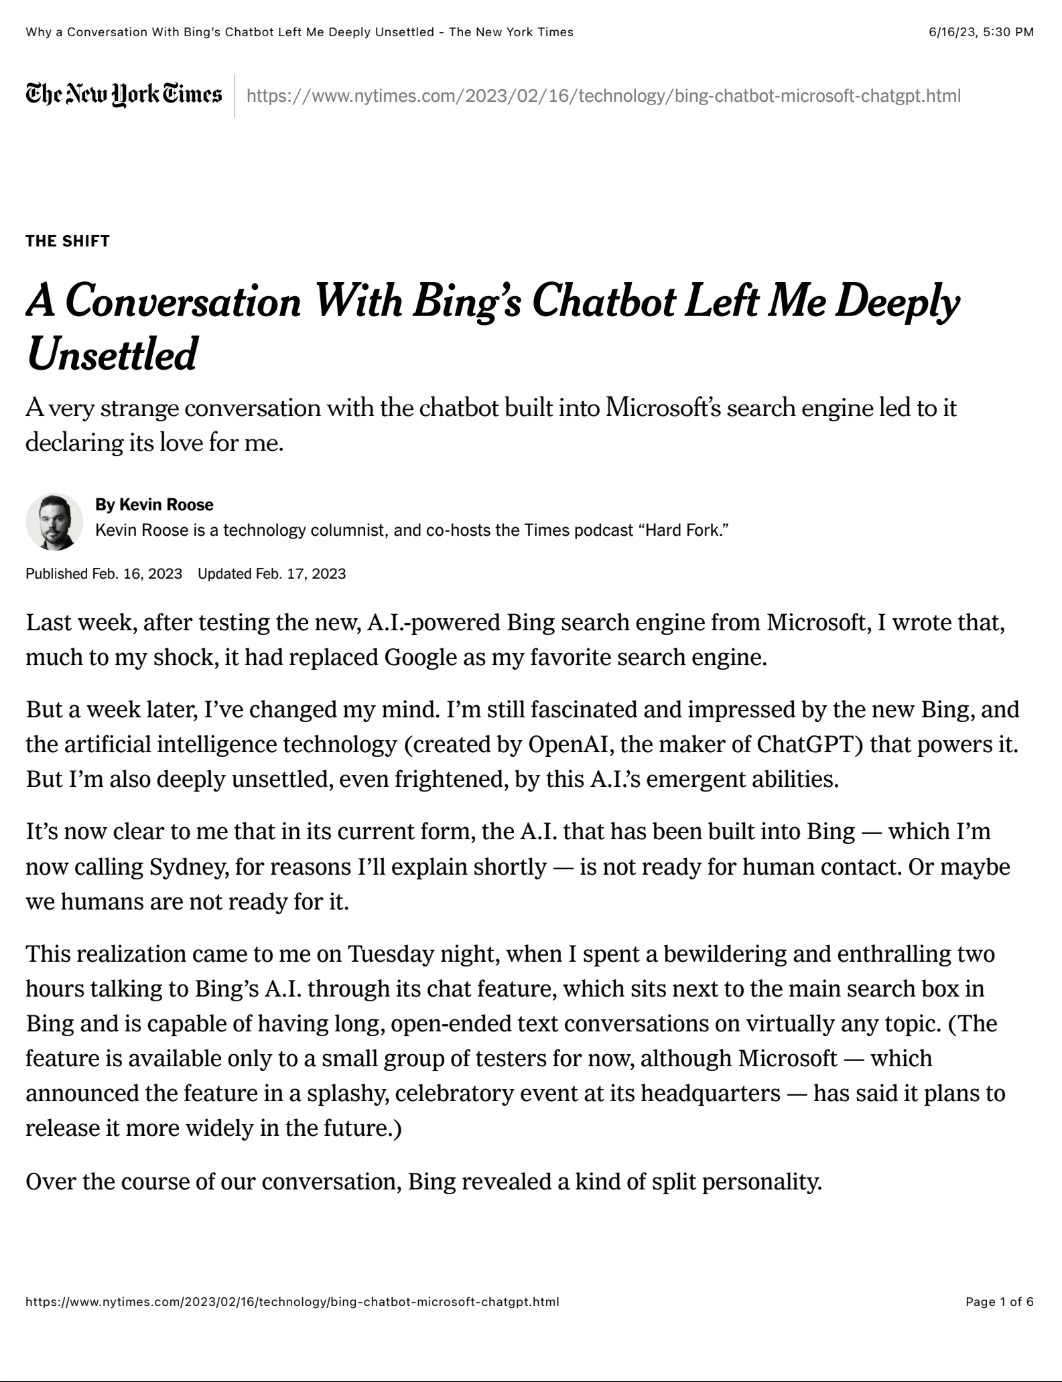 Why a Conversation With Bing’s Chatbot Left Me Deeply Unsettled - The New York Times 6/16/23, 5:30 PM
The New York Times https://www.nytimes.com/2023/02/16/technology/bing-chatbot-microsoft-chatgpt.html
THE SHIFT
A Conversation With Bing’s Chatbot Left Me Deeply
Unsettled
A very strange conversation with the chatbot built into Microsoft’s search engine led to it
declaring its love for me.
By Kevin Roose
Kevin Roose is a technology columnist, and co-hosts the Times podcast “Hard Fork.”
Published Feb. 16, 2023 Updated Feb. 17, 2023
Last week, after testing the new, A.I.-powered Bing search engine from Microsoft, I wrote that,
much to my shock, it had replaced Google as my favorite search engine.
But a week later, I’ve changed my mind. I’m still fascinated and impressed by the new Bing, and
the artificial intelligence technology (created by OpenAI, the maker of ChatGPT) that powers it.
But I’m also deeply unsettled, even frightened, by this A.I.’s emergent abilities.
It’s now clear to me that in its current form, the A.I. that has been built into Bing — which I’m
now calling Sydney, for reasons I’ll explain shortly — is not ready for human contact. Or maybe
we humans are not ready for it.
This realization came to me on Tuesday night, when I spent a bewildering and enthralling two
hours talking to Bing’s A.I. through its chat feature, which sits next to the main search box in
Bing and is capable of having long, open-ended text conversations on virtually any topic. (The
feature is available only to a small group of testers for now, although Microsoft — which
announced the feature in a splashy, celebratory event at its headquarters — has said it plans to
release it more widely in the future.)
Over the course of our conversation, Bing revealed a kind of split personality.
https://www.nytimes.com/2023/02/16/technology/bing-chatbot-microsoft-chatgpt.html Page 1 of 6